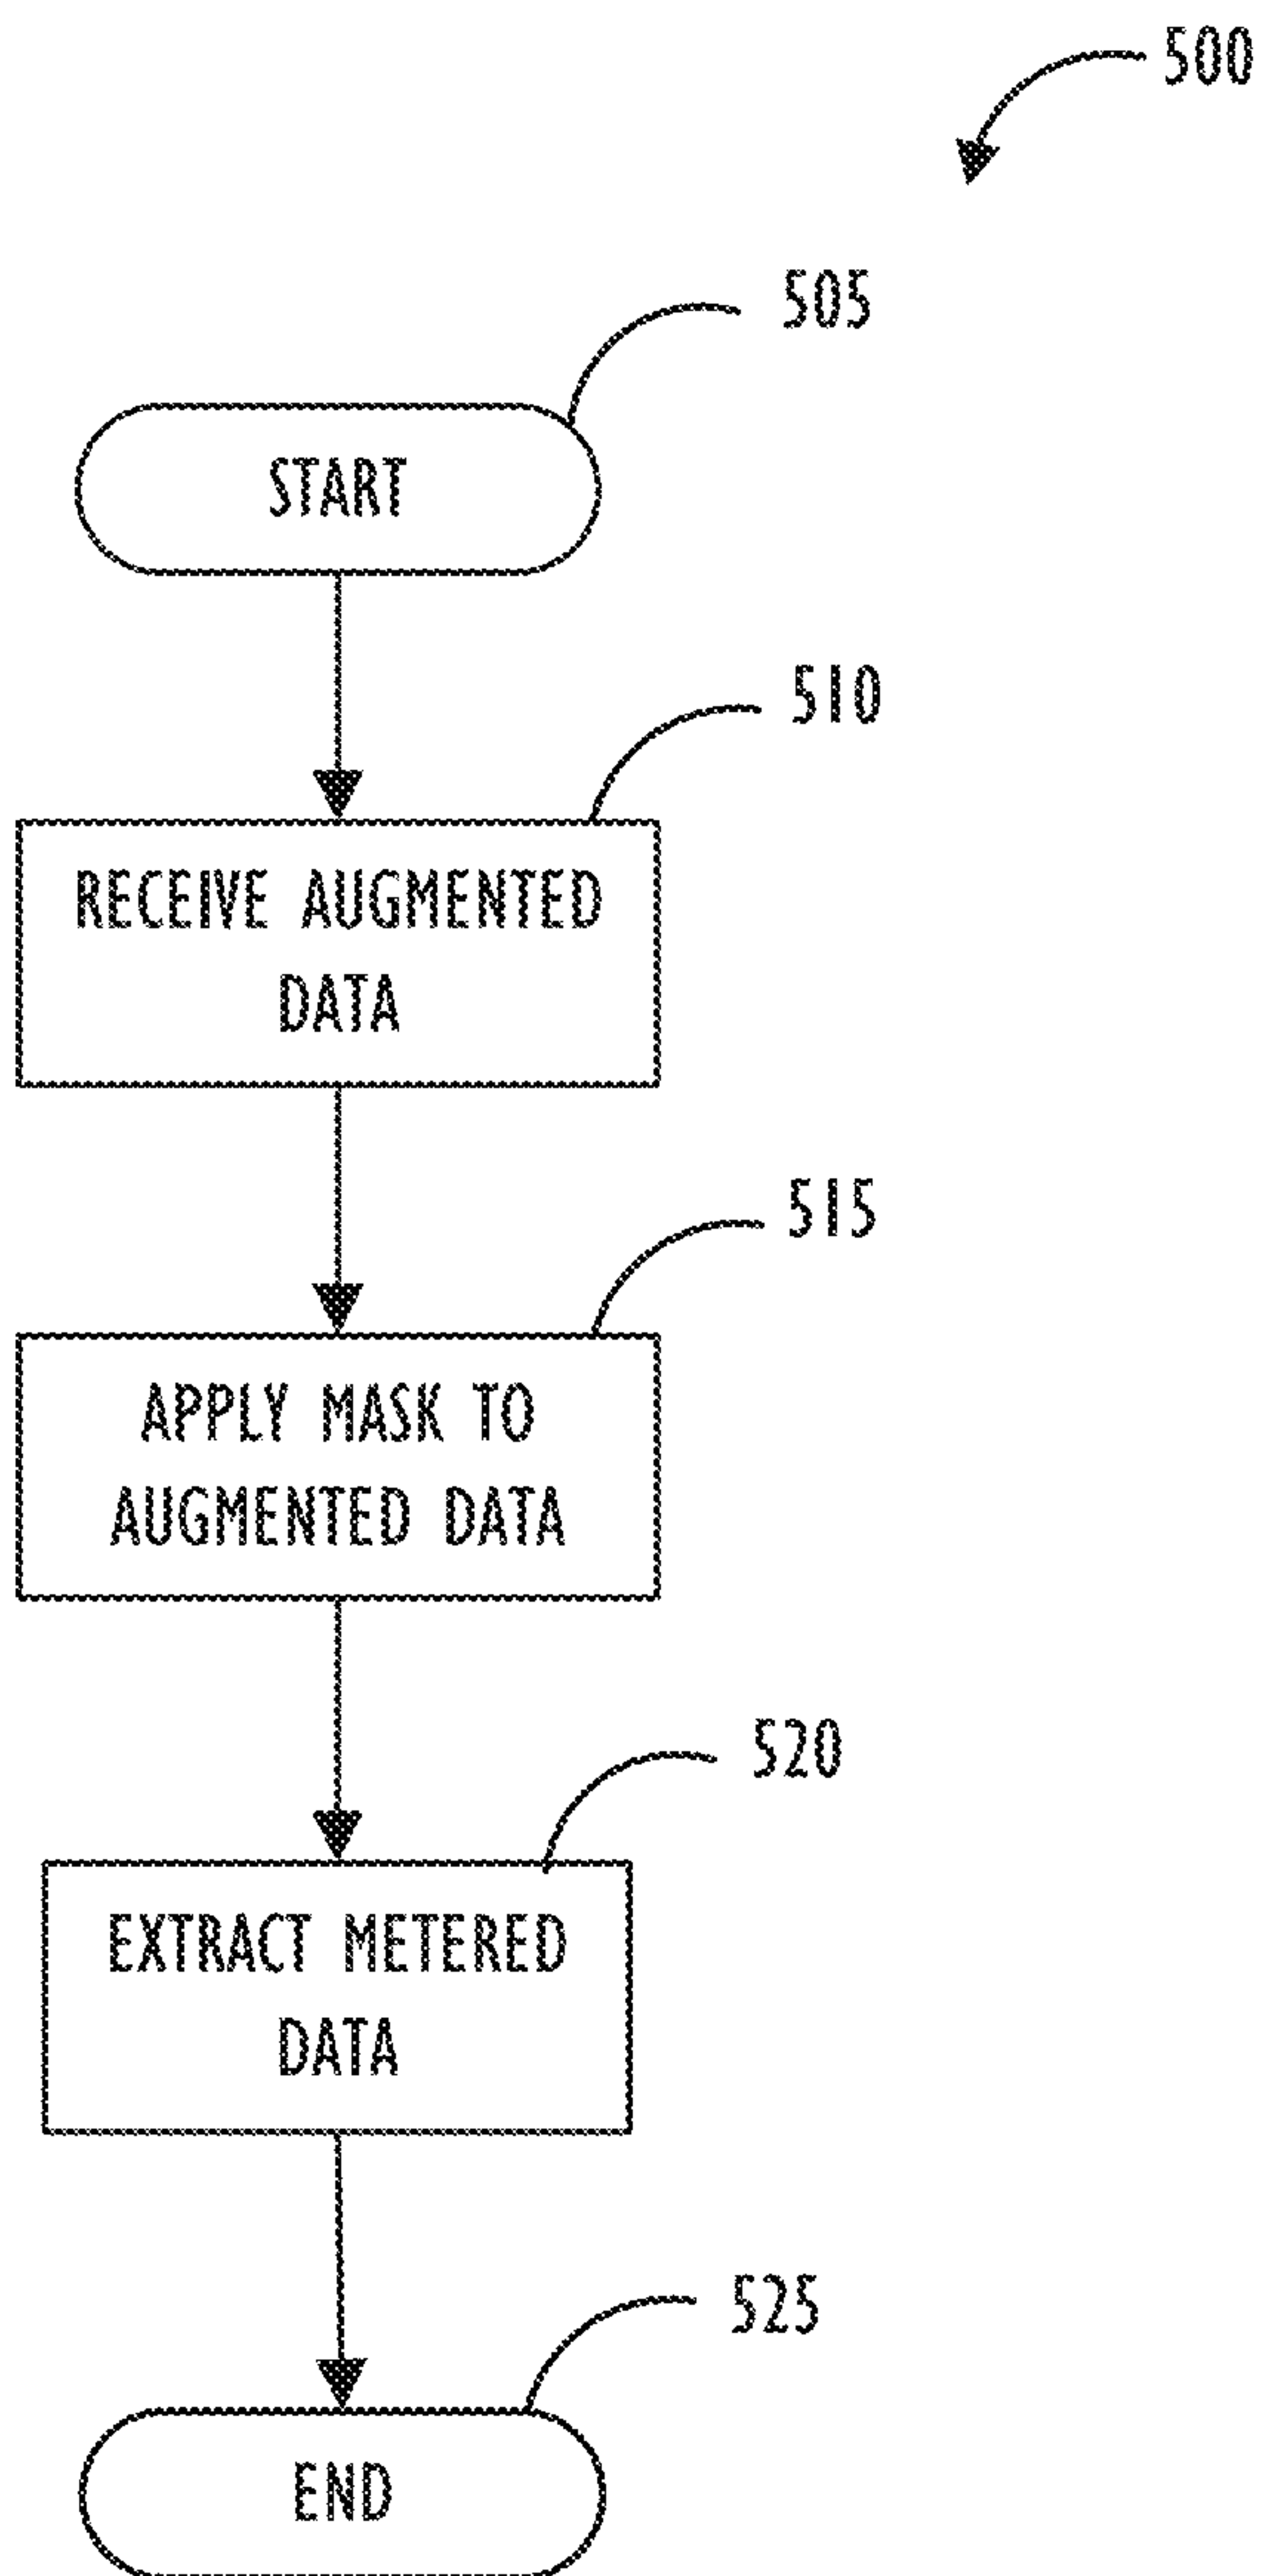 500
505
START
510
RECEIVE AUGMENTED
DATA
515
APPLY MASK TO
AUGMENTED DATA
520
EXTRACT METERED
DATA
525
END